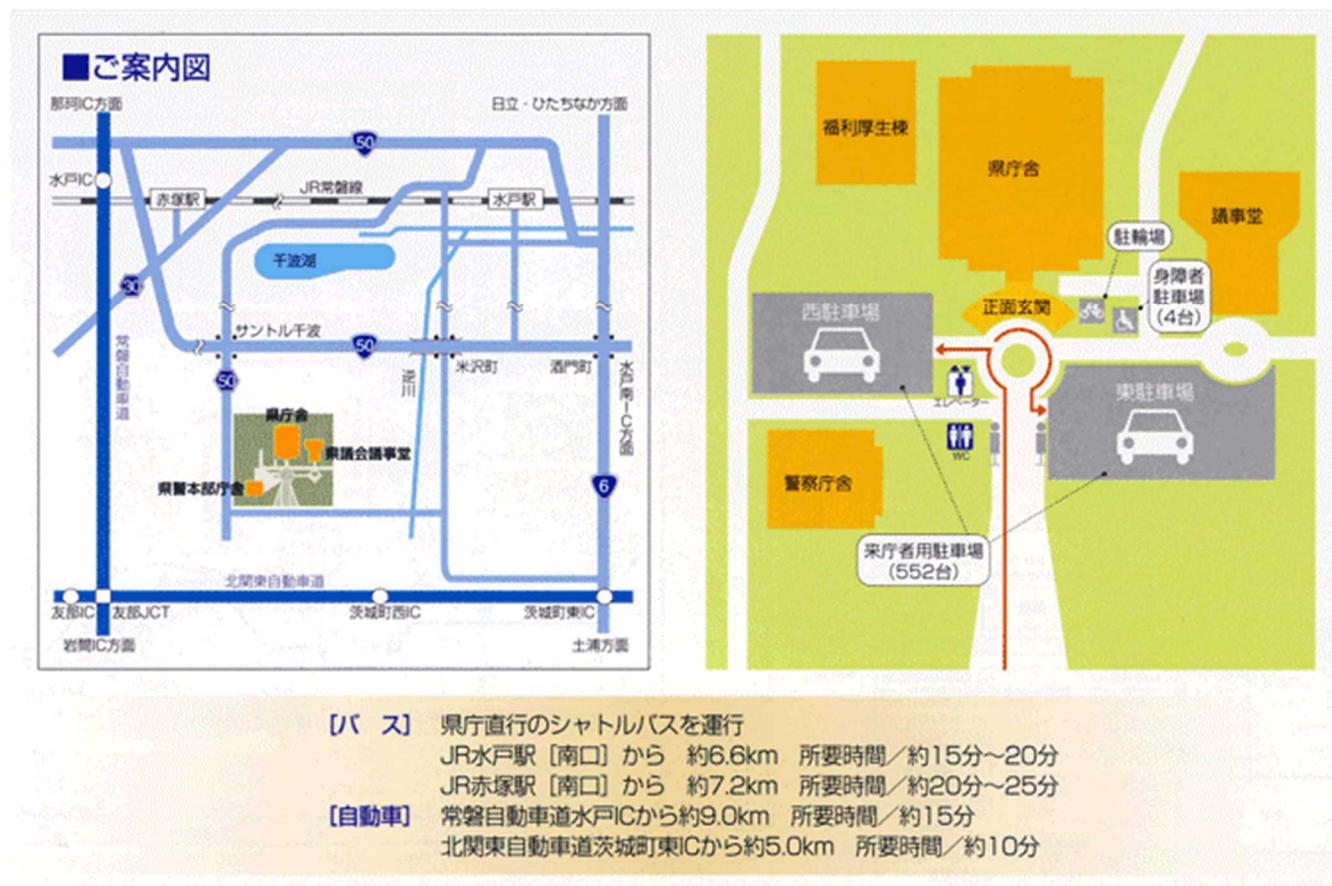 ■ご案内図
那珂IC方面
日立・ひたちなか方面
50
水戸IC
赤塚駅
JR常磐線
水戸駅
千波湖
30
サントル千波
50
米沢町
酒門町
50
常磐自動車道
逆川
水戸南IC方面
県庁舎
県議会議事堂
県警本部庁舎
6
北関東自動車道
友部IC
友部JCT
茨城町西IC
茨城町東IC
岩間IC方面
土浦方面
福利厚生棟
県庁舎
議事堂
駐輪場
身障者
駐車場
(4台)
正面玄関
西駐車場
エレベーター
東駐車場
WC
警察庁舎
来庁者用駐車場
(552台)
[バ　ス]　県庁直行のシャトルバスを運行
JR水戸駅［南口］から　約6.6km　所要時間／約15分～20分
JR赤塚駅［南口］から　約7.2km　所要時間／約20分～25分
[自動車]　常磐自動車道水戸ICから約9.0km　所要時間／約15分
北関東自動車道茨城町東ICから約5.0km　所要時間／約10分